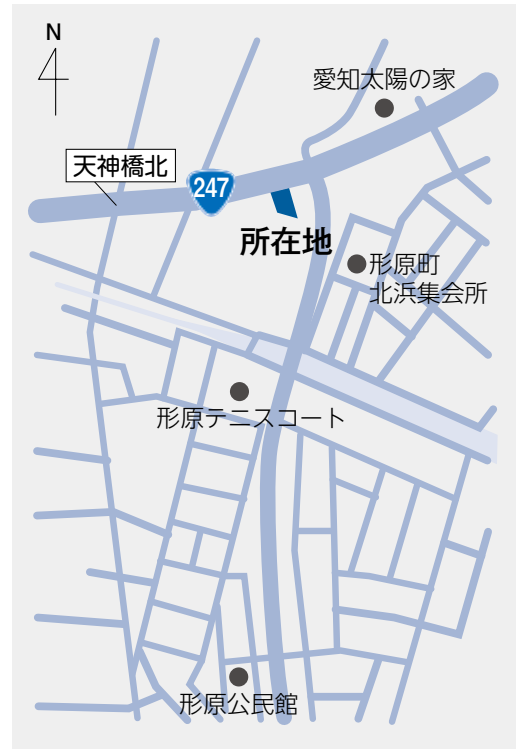 N
愛知太陽の家
天神橋北
247
所在地
形原町
北浜集会所
形原テニスコート
形原公民館